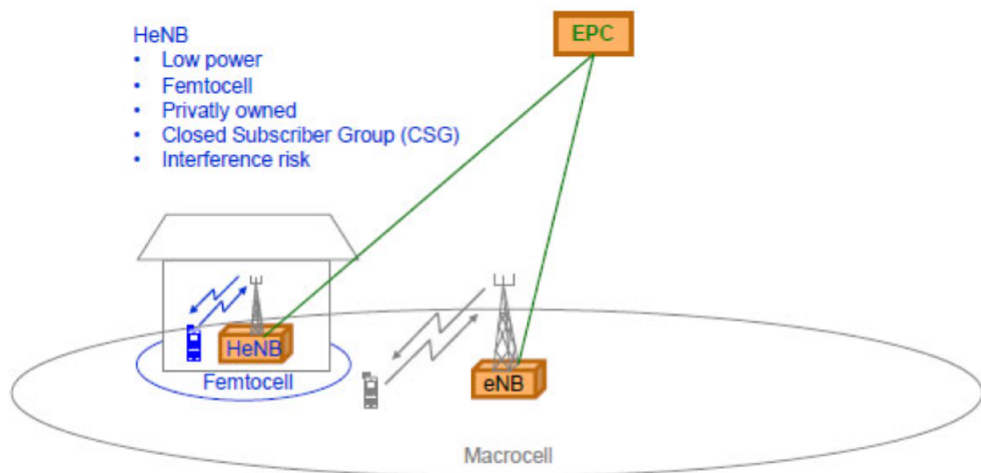 HeNB
• Low power
• Femtocell
• Privatly owned
• Closed Subscriber Group (CSG)
• Interference risk
EPC
HeNB
eNB
Femtocell
Macrocell